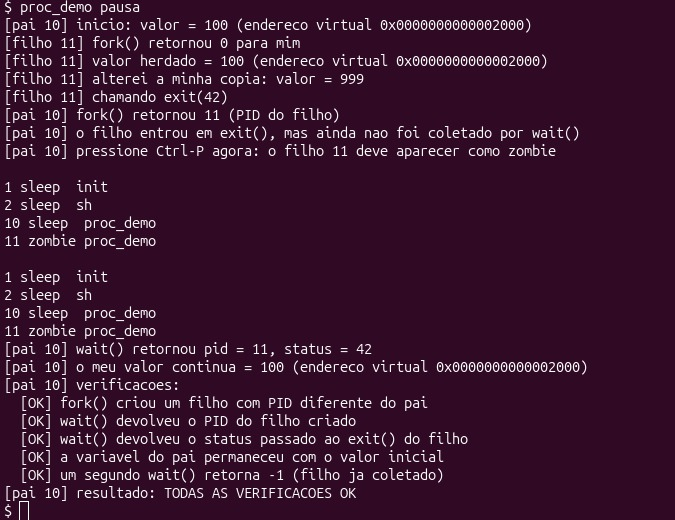 $ proc_demo pausa
[pai 10] inicio: valor = 100 (endereco virtual 0x0000000000002000)
[filho 11] fork() retornou 0 para mim
[filho 11] valor herdado = 100 (endereco virtual 0x0000000000002000)
[filho 11] alterei a minha copia: valor = 999
[filho 11] chamando exit(42)
[pai 10] fork() retornou 11 (PID do filho)
[pai 10] o filho entrou em exit(), mas ainda nao foi coletado por wait()
[pai 10] pressione Ctrl-P agora: o filho 11 deve aparecer como zombie

1 sleep  init
2 sleep  sh
10 sleep  proc_demo
11 zombie proc_demo

1 sleep  init
2 sleep  sh
10 sleep  proc_demo
11 zombie proc_demo
[pai 10] wait() retornou pid = 11, status = 42
[pai 10] o meu valor continua = 100 (endereco virtual 0x0000000000002000)
[pai 10] verificacoes:
  [OK] fork() criou um filho com PID diferente do pai
  [OK] wait() devolveu o PID do filho criado
  [OK] wait() devolveu o status passado ao exit() do filho
  [OK] a variavel do pai permaneceu com o valor inicial
  [OK] um segundo wait() retorna -1 (filho ja coletado)
[pai 10] resultado: TODAS AS VERIFICACOES OK
$